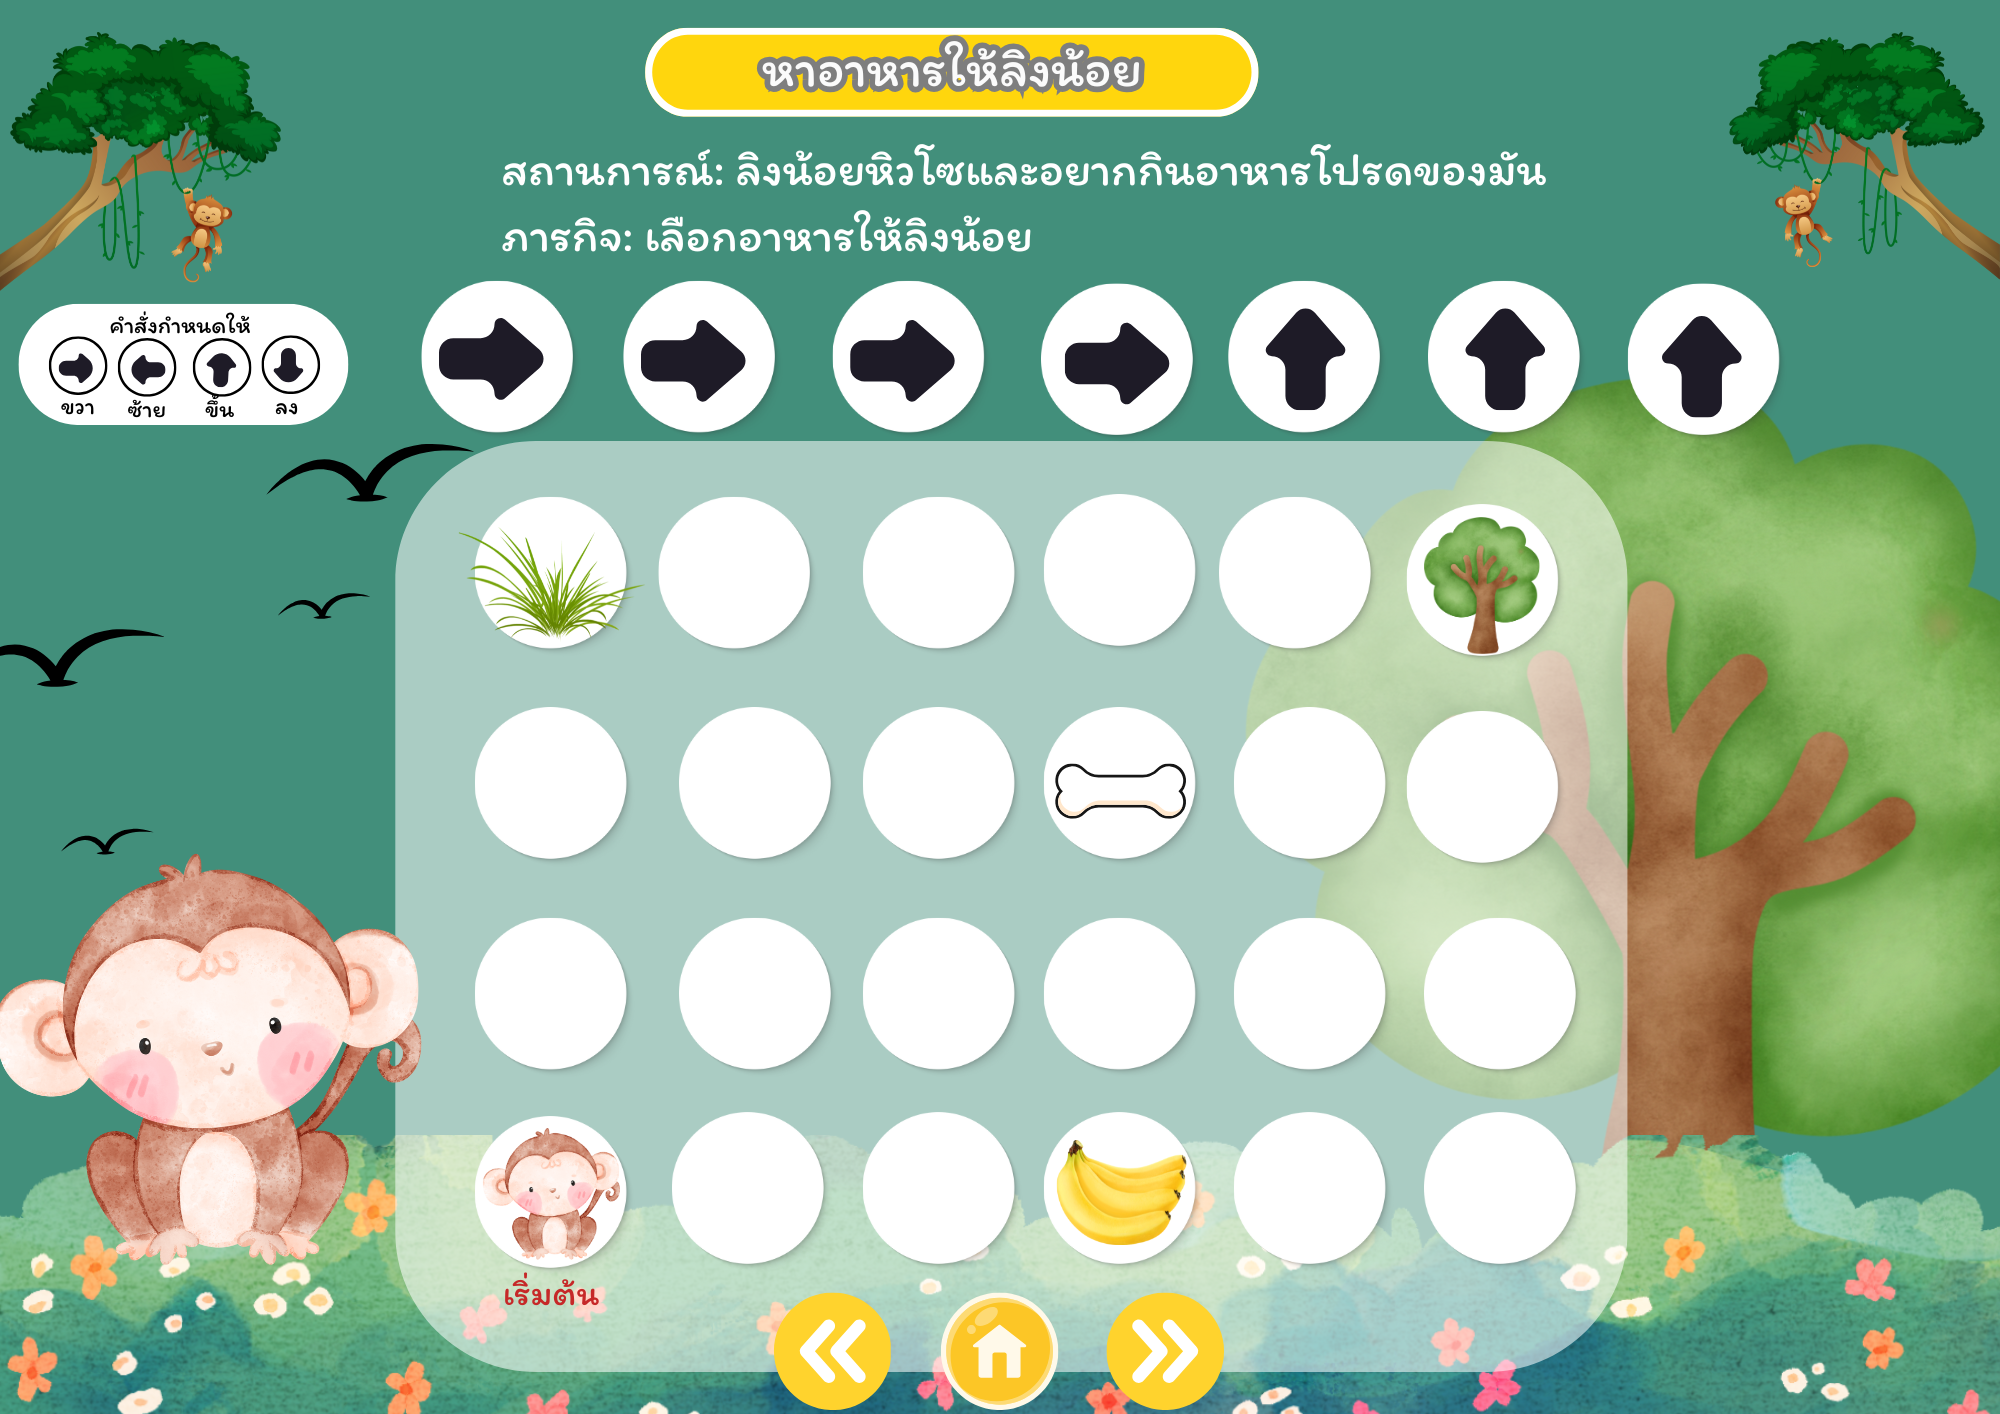 หาอาหารให้ลิงน้อย
สถานการณ์: ลิงน้อยหิวโซและอยากกินอาหารโปรดของมัน
ภารกิจ: เลือกอาหารให้ลิงน้อย
คำสั่งกำหนดให้
ขวา ซ้าย ขึ้น ลง
เริ่มต้น